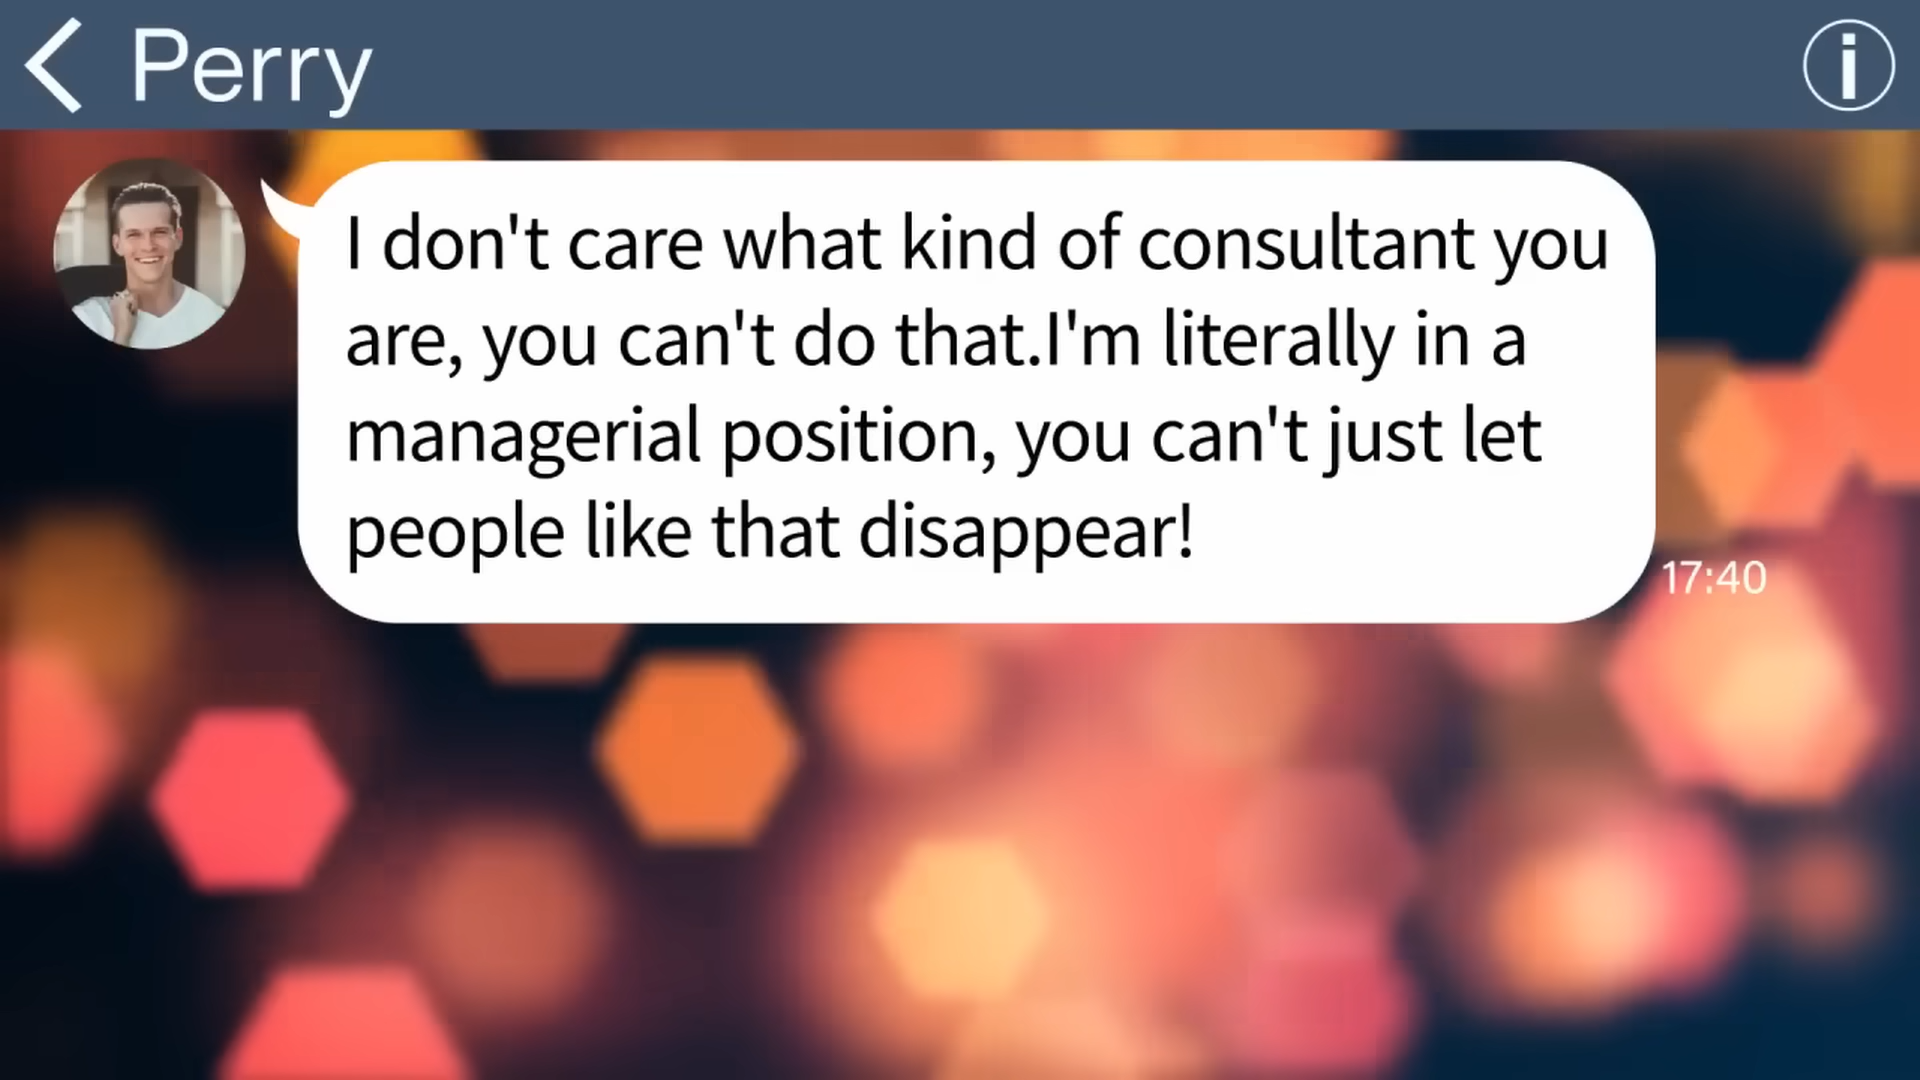 Perry
I don't care what kind of consultant you
are, you can't do that.I'm literally in a
managerial position, you can't just let
people like that disappear!
17:40